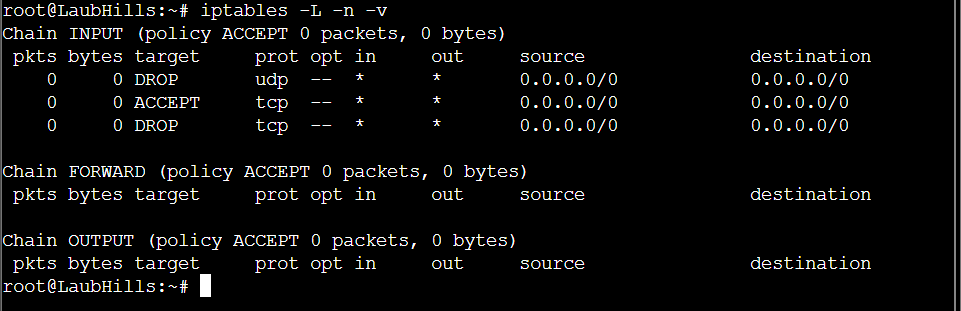 root@LaubHills:~# iptables -L -n -v
Chain INPUT (policy ACCEPT 0 packets, 0 bytes)
 pkts bytes target     prot opt in     out     source               destination
    0     0 DROP       udp  --  *      *       0.0.0.0/0            0.0.0.0/0
    0     0 ACCEPT     tcp  --  *      *       0.0.0.0/0            0.0.0.0/0
    0     0 DROP       tcp  --  *      *       0.0.0.0/0            0.0.0.0/0

Chain FORWARD (policy ACCEPT 0 packets, 0 bytes)
 pkts bytes target     prot opt in     out     source               destination

Chain OUTPUT (policy ACCEPT 0 packets, 0 bytes)
 pkts bytes target     prot opt in     out     source               destination
root@LaubHills:~#